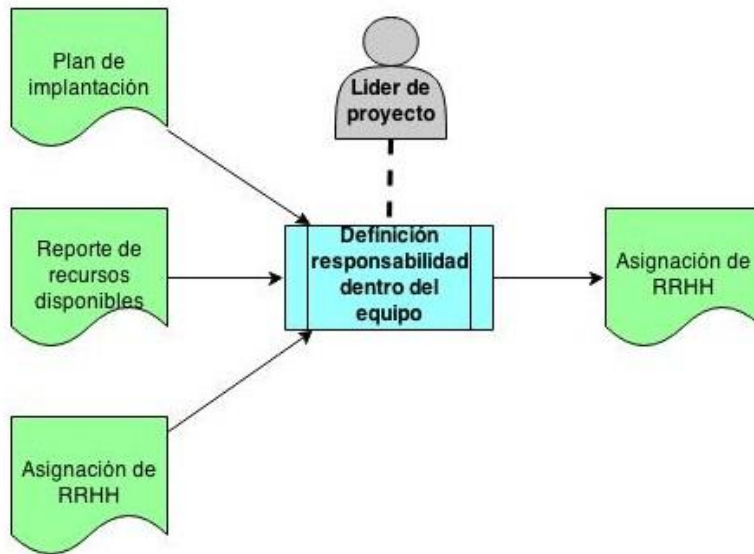 Plan de
implantación
Lider de
proyecto
Reporte de
recursos
disponibles
Definición
responsabilidad
dentro del
equipo
Asignación de
RRHH
Asignación de
RRHH